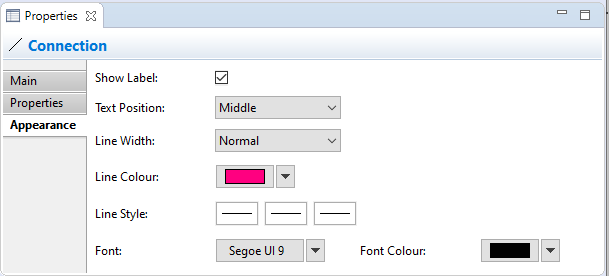 Properties
Connection
Main
Properties
Appearance
Show Label:
Text Position: Middle
Line Width: Normal
Line Colour:
Line Style:
Font: Segoe UI 9 Font Colour: